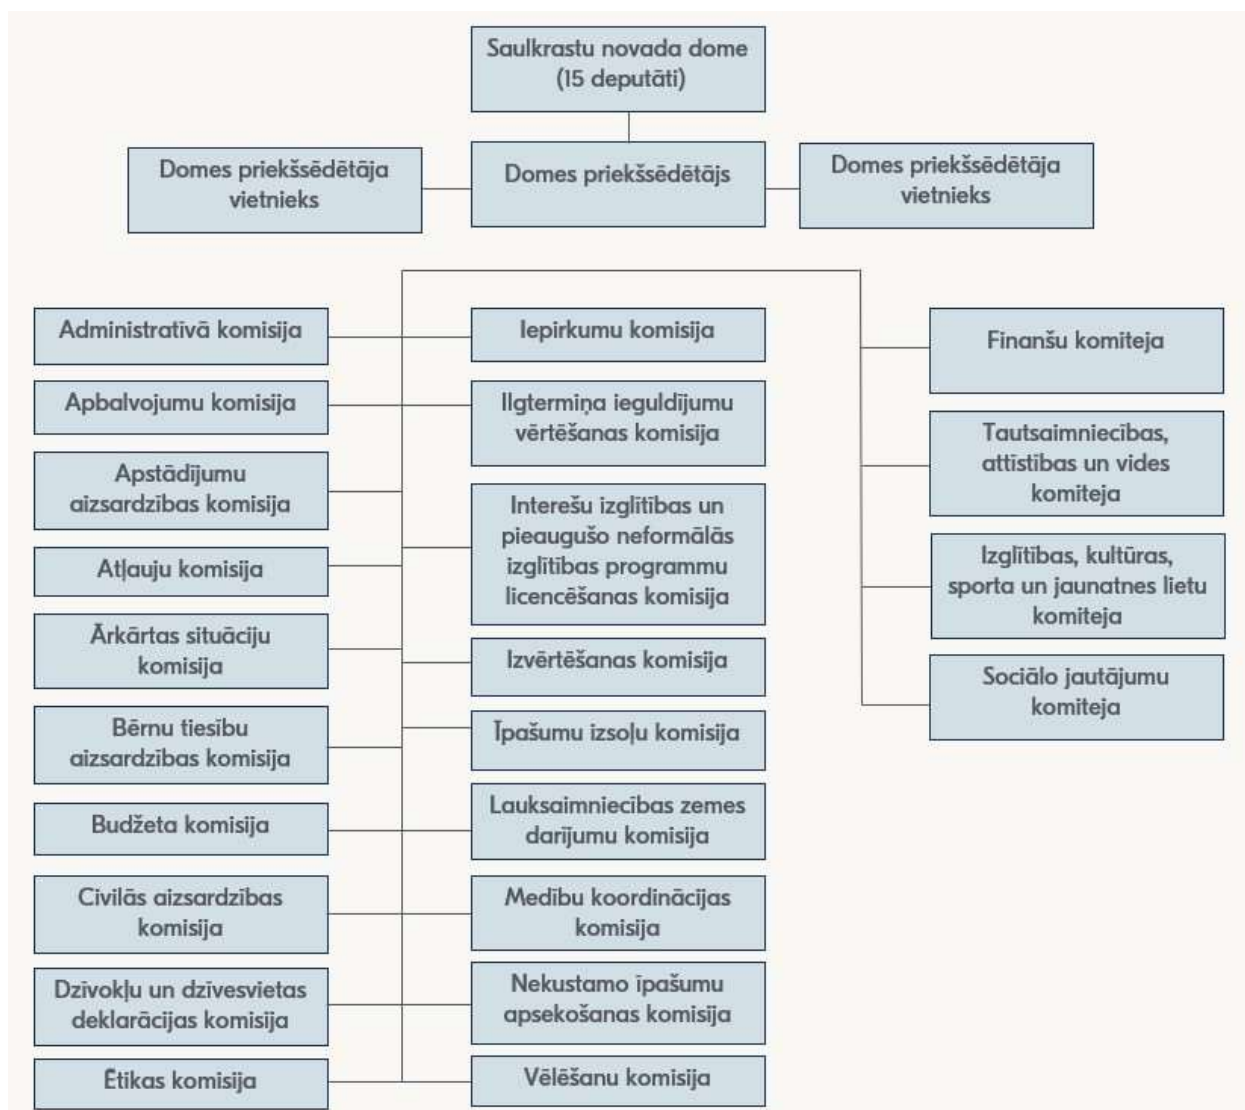 Saulkrastu novada dome
(15 deputāti)
Domes priekšsēdētāja
vietnieks
Domes priekšsēdētājs
Domes priekšsēdētāja
vietnieks
Administratīvā komisija
Apbalvojumu komisija
Apstādījumu
aizsardzības komisija
Atļauju komisija
Ārkārtas situāciju
komisija
Bērnu tiesību
aizsardzības komisija
Budžeta komisija
Civilās aizsardzības
komisija
Dzīvokļu un dzīvesvietas
deklarācijas komisija
Ētikas komisija
Iepirkumu komisija
Ilgtermiņa ieguldījumu
vērtēšanas komisija
Interešu izglītības un
pieaugušo neformālās
izglītības programmu
licencēšanas komisija
Izvērtēšanas komisija
Īpašumu izsoļu komisija
Lauksaimniecības zemes
darījumu komisija
Medību koordinācijas
komisija
Nekustamo īpašumu
apsekošanas komisija
Vēlēšanu komisija
Finanšu komiteja
Tautsaimniecības,
attīstības un vides
komiteja
Izglītības, kultūras,
sporta un jaunatnes lietu
komiteja
Sociālo jautājumu
komiteja